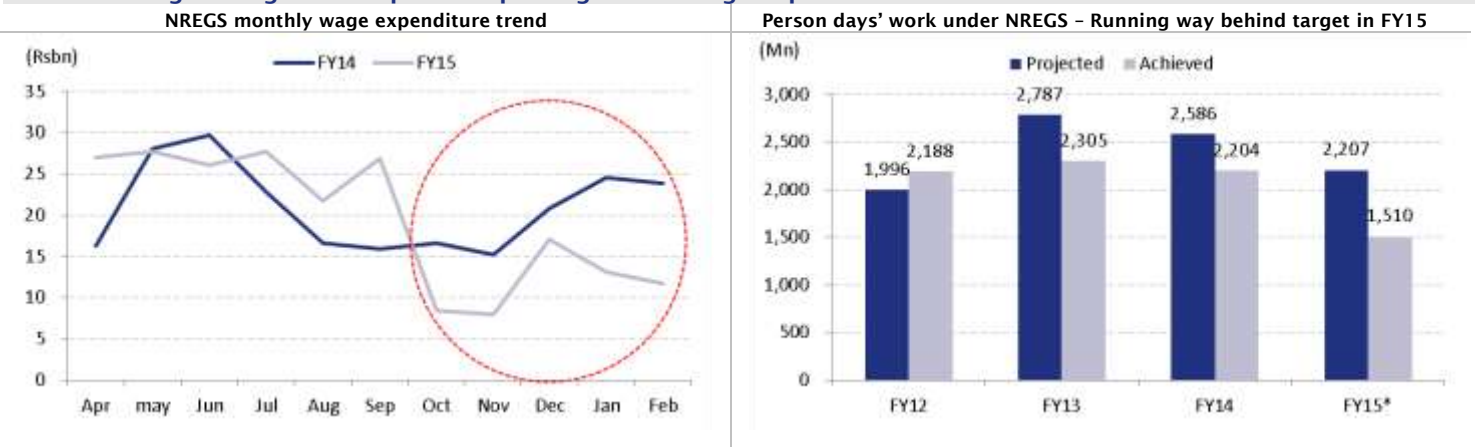 NREGS monthly wage expenditure trend
(Rsbn)
FY14 FY15
35
30
25
20
15
10
5
0
Apr may Jun Jul Aug Sep Oct Nov Dec Jan Feb
Person days' work under NREGS – Running way behind target in FY15
(Mn)
Projected Achieved
3,000
2,500
2,000
1,500
1,000
500
0
1,996
2,188
2,787
2,305
2,586
2,204
2,207
1,510
FY12 FY13 FY14 FY15*